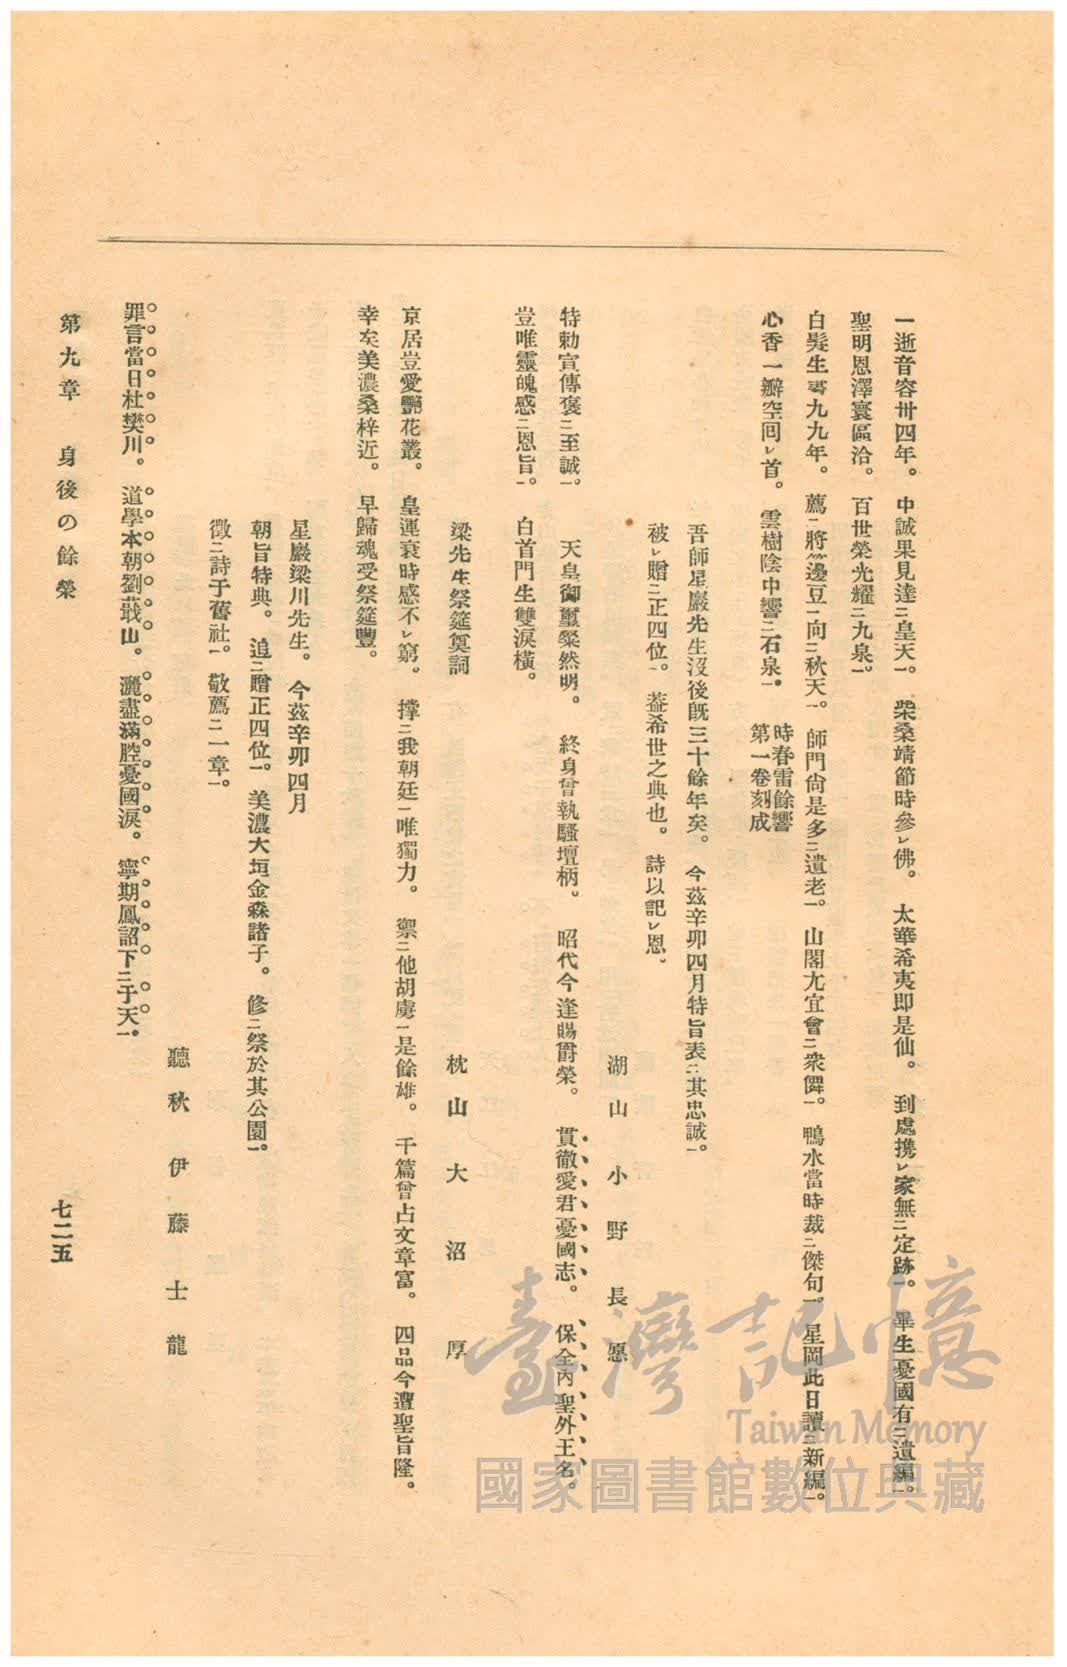 一逝音容卅四年。 中誠果見達㆓皇天㆒。 柴桑靖節時參㆑佛。 太華希夷即是仙。 到處携㆑家無㆓定跡㆒。 畢生憂國有㆓遺編㆒。
聖明恩澤寰區洽。 百世榮光耀㆓九泉㆒。
白髮生雩九九年。 薦㆘將籩豆㆒向㆗秋天㆖。 師門尙是多㆓遺老㆒。 山閣尤宜會㆓衆僊㆒。 鴨水當時裁㆓傑句㆒。 星岡此日讀㆓新編㆒。
心香一瓣空囘㆑首。 雲樹陰中響㆓石泉㆒。 時春雷餘響
第一卷刻成
吾師星巖先生沒後既三十餘年矣。 今茲辛卯四月特旨表㆓其忠誠㆒。
被㆑贈㆓正四位㆒。 葢希世之典也。 詩以記㆑恩。
湖山 小野長愿
特勅宣傳褒㆓至誠㆒。 天皇御璽粲然明。 終身曾執騷壇柄。 昭代今逢賜爵榮。 貫徹愛君憂國志。 保全內聖外王名。
豈唯靈魄感㆓恩旨㆒。 白首門生雙淚橫。
梁先生祭筵奠詞
枕山 大沼厚
京居豈愛艷花叢。 皇運衰時感不㆑窮。 撑㆓我朝廷㆒唯獨力。 禦㆓他胡虜㆒是餘雄。 千篇曾占文章富。 四品今遭聖旨隆。
幸矣美濃桑梓近。 早歸魂受祭筵豐。
星巖梁川先生。 今茲辛卯四月
朝旨特典。 追㆓贈正四位㆒。 美濃大垣金森諸子。 修㆓祭於其公園㆒。
徵㆓詩于舊社㆒。 敬薦㆓一章㆒。
聽秋 伊藤士龍
罪言當日杜樊川。 道學本朝劉蕺山。 灑盡滿腔憂國淚。 寧期鳳詔下㆓于天㆒。
第九章 身後の餘榮 七二五
臺灣記憶
Taiwan Memory
國家圖書館數位典藏